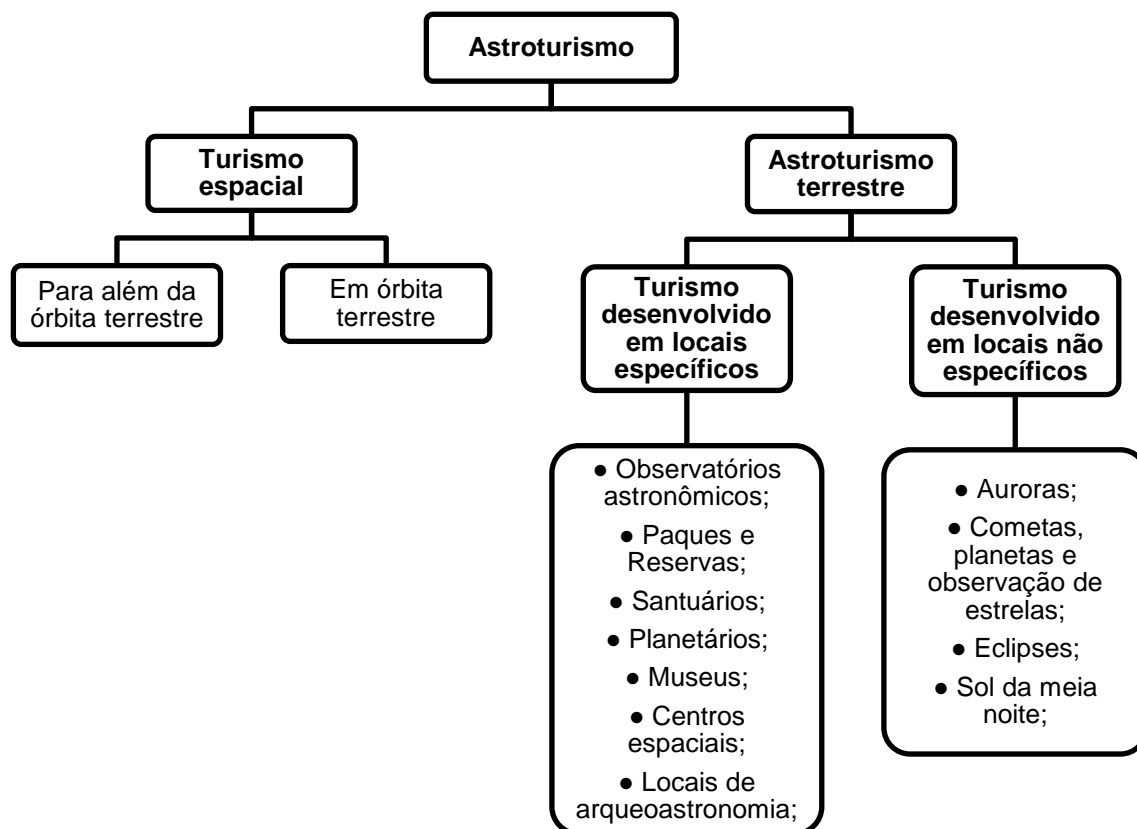 Astroturismo
Turismo
espacial
Astroturismo
terrestre
Para além da
órbita terrestre
Em órbita
terrestre
Turismo
desenvolvido
em locais
específicos
Turismo
desenvolvido
em locais não
específicos
● Observatórios
astronômicos;
● Paques e
Reservas;
● Santuários;
● Planetários;
● Museus;
● Centros
espaciais;
● Locais de
arqueoastronomia;
● Auroras;
● Cometas,
planetas e
observação de
estrelas;
● Eclipses;
● Sol da meia
noite;